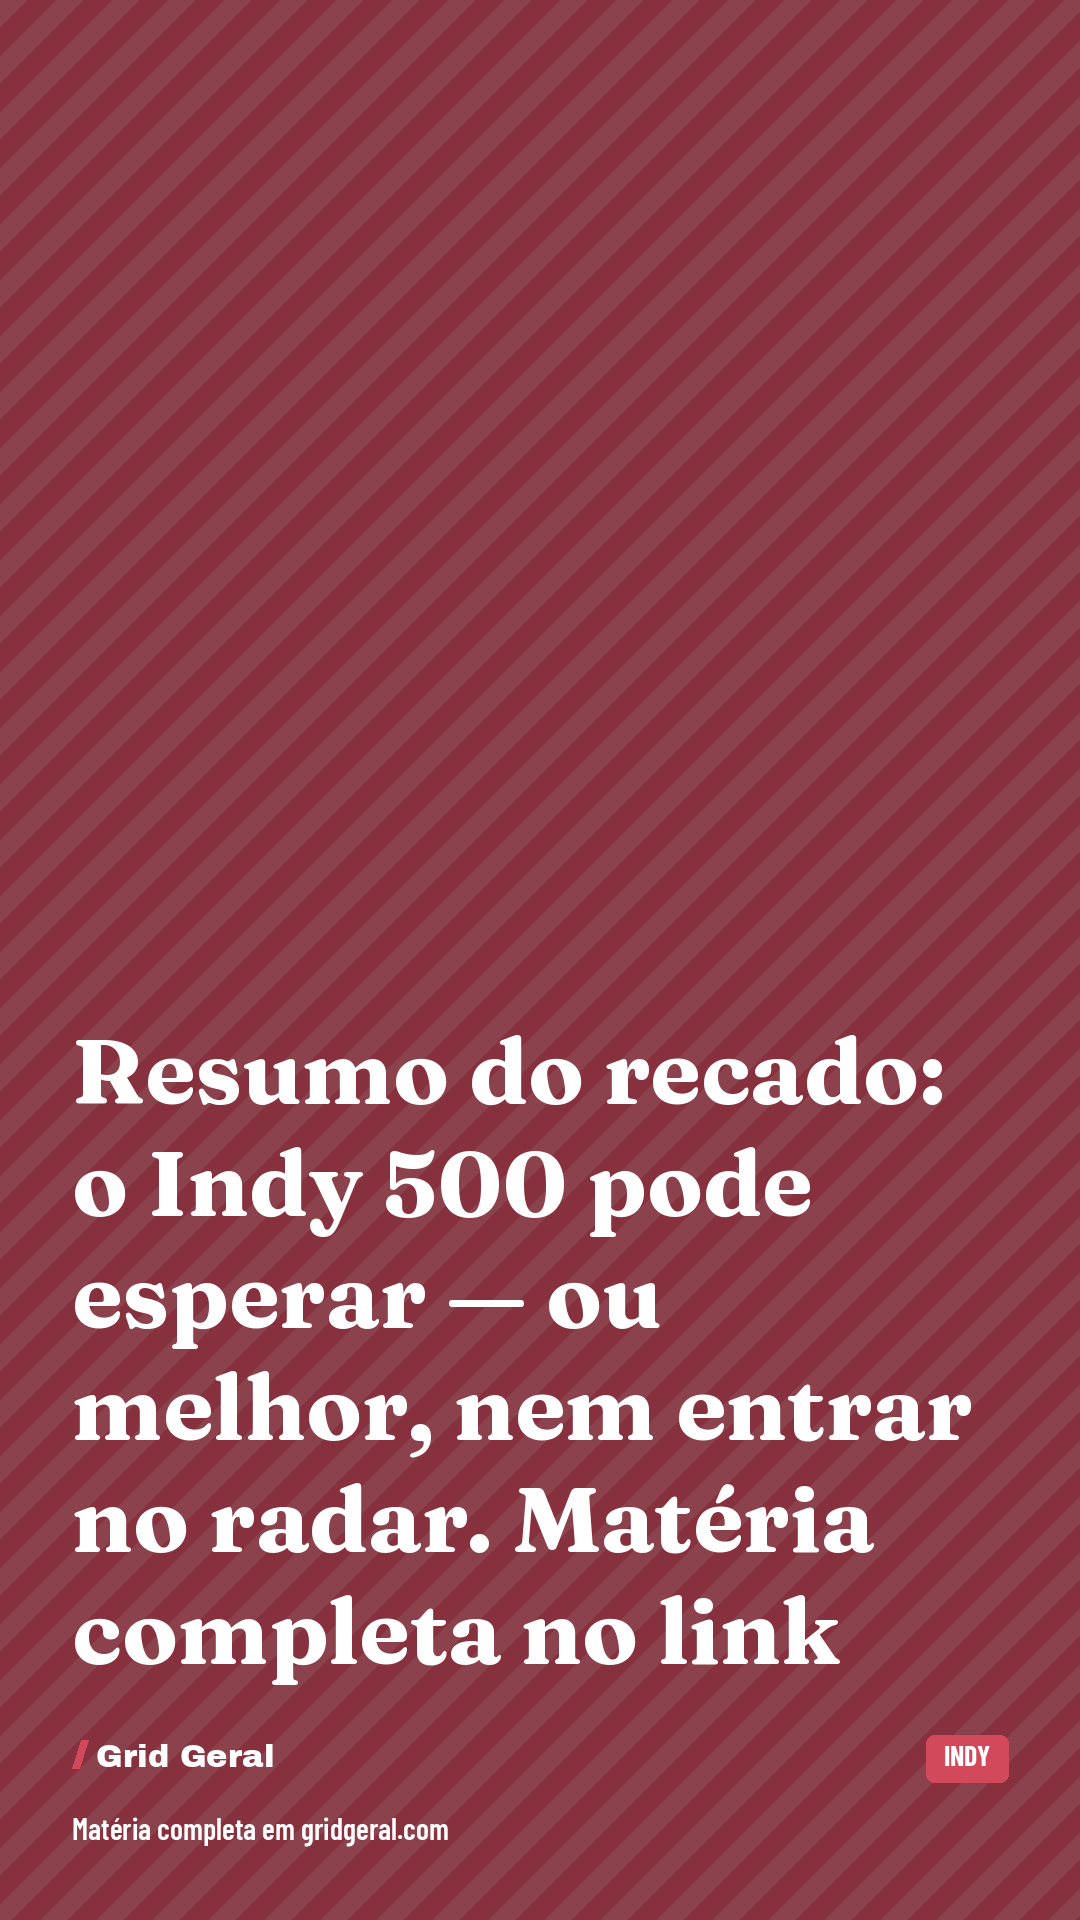 Resumo do recado:
o Indy 500 pode
esperar — ou
melhor, nem entrar
no radar. Matéria
completa no link
/ Grid Geral
INDY
Matéria completa em gridgeral.com